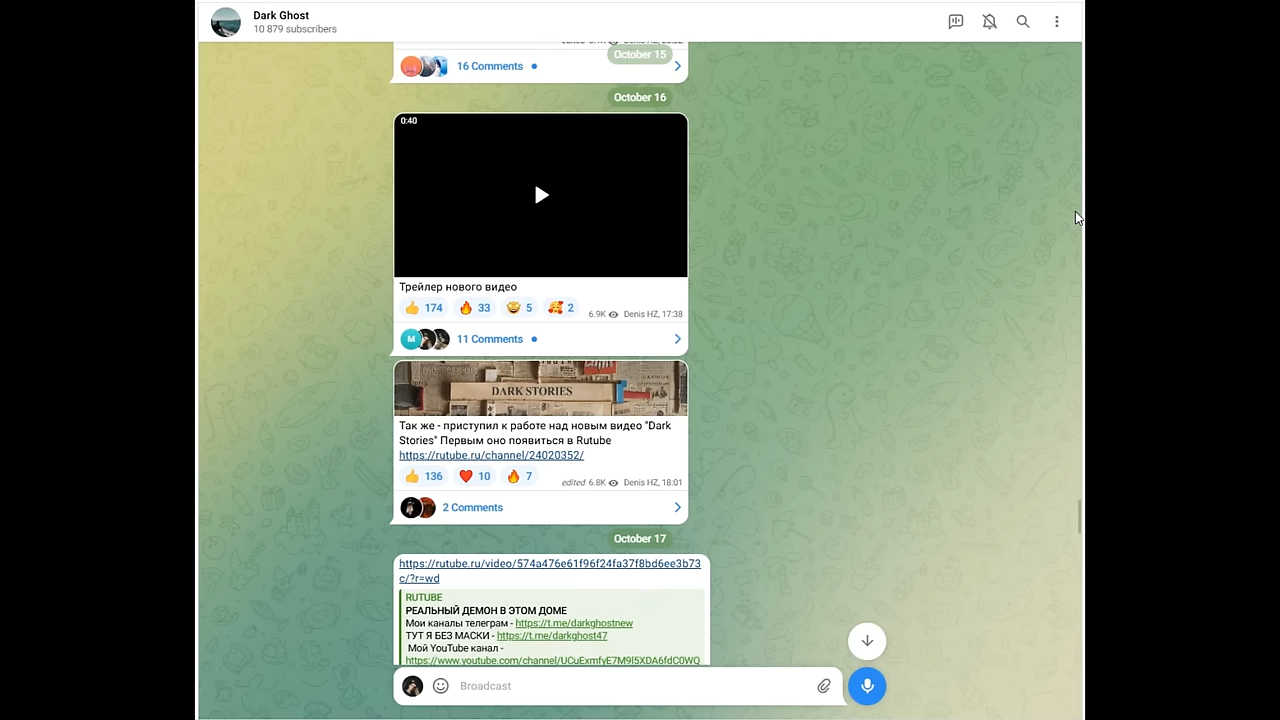 Dark Ghost
10 879 subscribers
October 15
16 Comments
October 16
0:40
Трейлер нового видео
174 33 5 2 6.9K Denis HZ, 17:38
M
11 Comments
DARK STORIES
Так же - приступил к работе над новым видео "Dark
Stories" Первым оно появиться в Rutube
https://rutube.ru/channel/24020352/
136 10 7 edited 6.8K Denis HZ, 18:01
2 Comments
October 17
https://rutube.ru/video/574a476e61f96f24fa37f8bd6ee3b73
c/?r=wd
RUTUBE
РЕАЛЬНЫЙ ДЕМОН В ЭТОМ ДОМЕ
Мои каналы телеграм - https://t.me/darkghostnew
ТУТ Я БЕЗ МАСКИ - https://t.me/darkghost47
Мой YouTube канал -
https://www.youtube.com/channel/UCuExmfyE7M9l5XDA6fdC0WQ
Broadcast